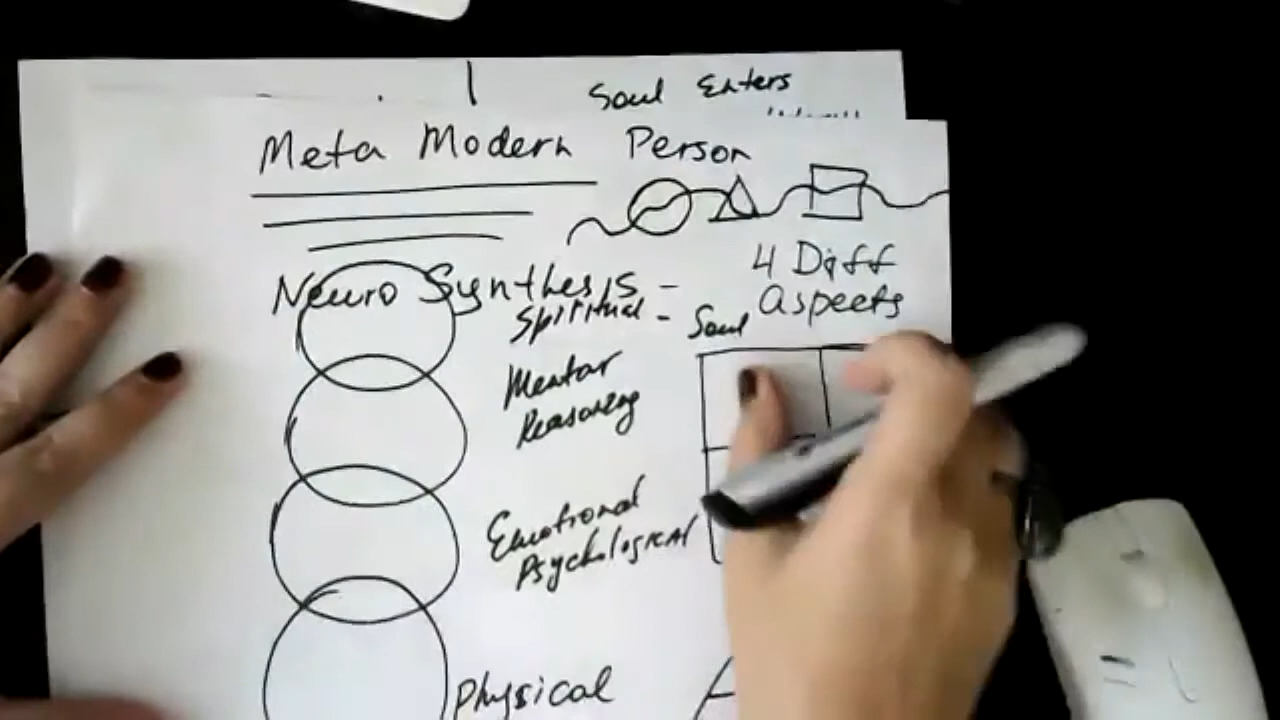 Soul Enters
Meta Modern Person
Neuro Synthesis -
4 Diff
Aspects
Spiritual - Soul
Mental
Reasoning
Emotional
Psychological
Physical